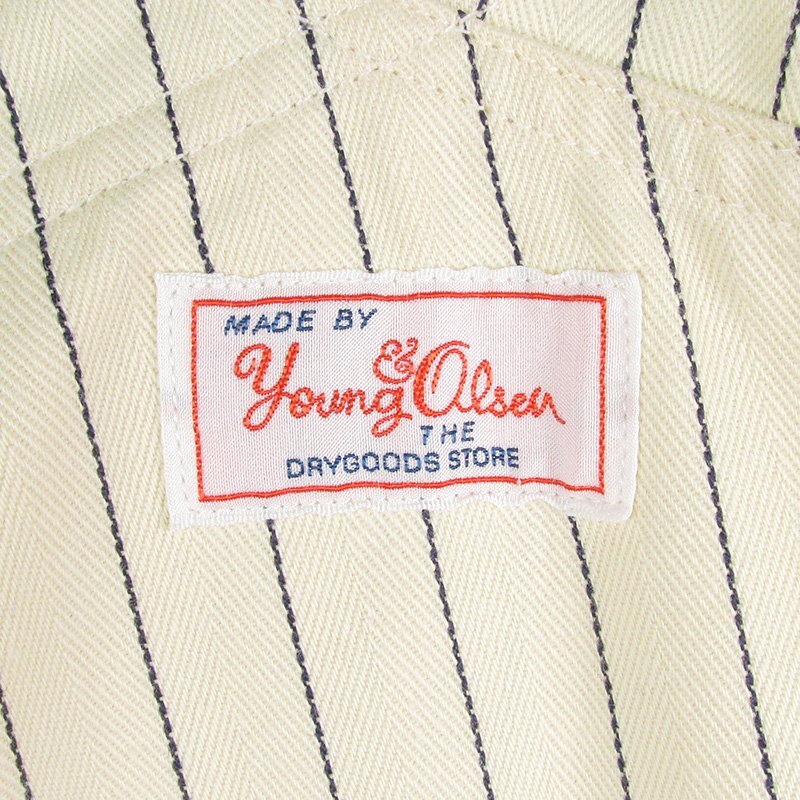 MADE BY
Young & Olsen
THE
DRYGOODS STORE